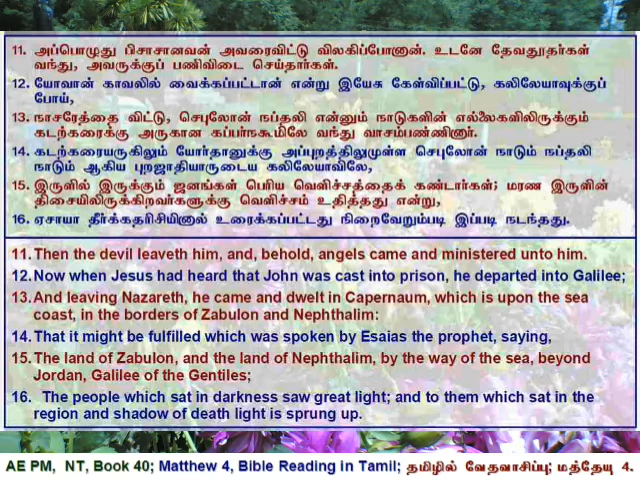 11. அப்பொழுது பிசாசானவன் அவரைவிட்டு விலகிப்போனான். உடனே தேவதூதர்கள்
வந்து, அவருக்குப் பணிவிடை செய்தார்கள்.
12. யோவான் காவலில் வைக்கப்பட்டான் என்று இயேசு கேள்விப்பட்டு, கலிலேயாவுக்குப்
போய்,
13. நாசரேத்தை விட்டு, செபுலோன் நப்தலி என்னும் நாடுகளின் எல்லைகளிலிருக்கும்
கடற்கரைக்கு அருகான கப்பர்நகூமிலே வந்து வாசம்பண்ணினார்.
14. கடற்கரையருகிலும் யோர்தானுக்கு அப்புறத்திலுமுள்ள செபுலோன் நாடும் நப்தலி
நாடும் ஆகிய புறஜாதியாருடைய கலிலேயாவிலே,
15. இருளில் இருக்கும் ஜனங்கள் பெரிய வெளிச்சத்தைக் கண்டார்கள்; மரண இருளின்
திசையிலிருக்கிறவர்களுக்கு வெளிச்சம் உதித்தது என்று,
16. ஏசாயா தீர்க்கதரிசியினால் உரைக்கப்பட்டது நிறைவேறும்படி இப்படி நடந்தது.
11. Then the devil leaveth him, and, behold, angels came and ministered unto him.
12. Now when Jesus had heard that John was cast into prison, he departed into Galilee;
13. And leaving Nazareth, he came and dwelt in Capernaum, which is upon the sea
coast, in the borders of Zabulon and Nephthalim:
14. That it might be fulfilled which was spoken by Esaias the prophet, saying,
15. The land of Zabulon, and the land of Nephthalim, by the way of the sea, beyond
Jordan, Galilee of the Gentiles;
16. The people which sat in darkness saw great light; and to them which sat in the
region and shadow of death light is sprung up.
AE PM, NT, Book 40; Matthew 4, Bible Reading in Tamil; தமிழில் வேதவாசிப்பு; மத்தேயு 4.